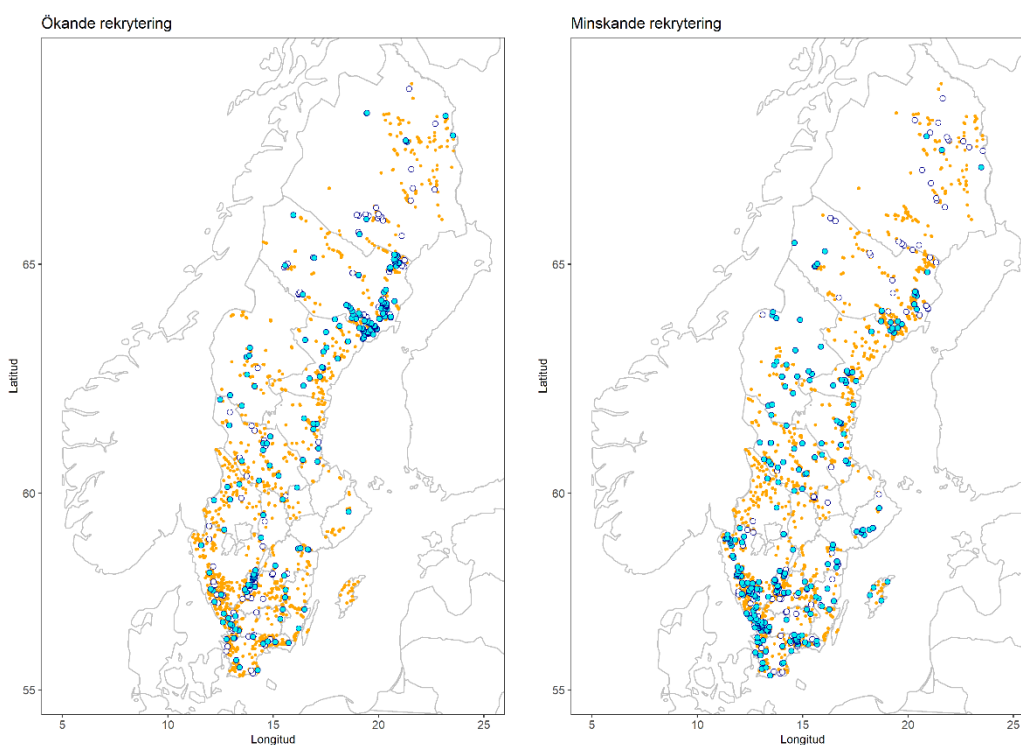 Ökande rekrytering
Minskande rekrytering
Latitud
65
60
55
5 10 15 20 25
Longitud
Latitud
65
60
55
5 10 15 20 25
Longitud